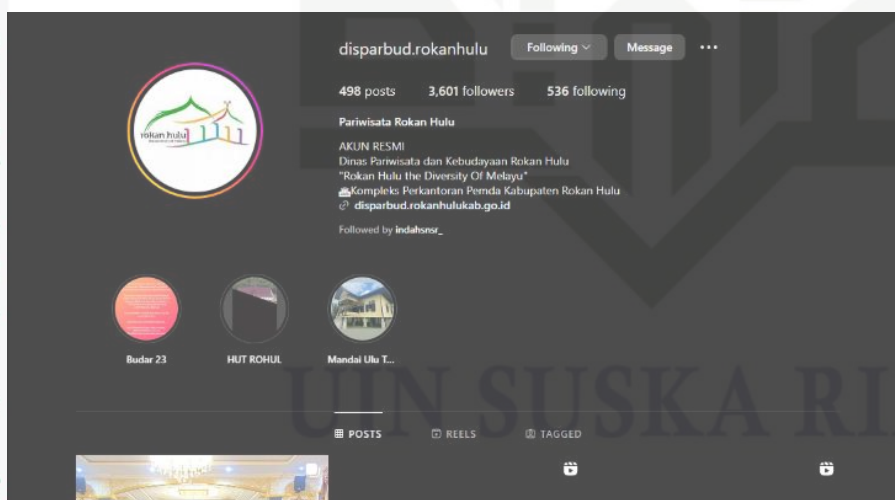 disparbud.rokanhulu Following Message
498 posts 3,601 followers 536 following
Pariwisata Rokan Hulu
AKUN RESMI
Dinas Pariwisata dan Kebudayaan Rokan Hulu
"Rokan Hulu the Diversity Of Melayu"
Kompleks Perkantoran Pemda Kabupaten Rokan Hulu
disparbud.rokanhulukab.go.id
Followed by indahsnsr_
rokan hulu
Budar 23 HUT ROHUL Mandai Ulu T...
UIN SUSKA RI
POSTS REELS TAGGED